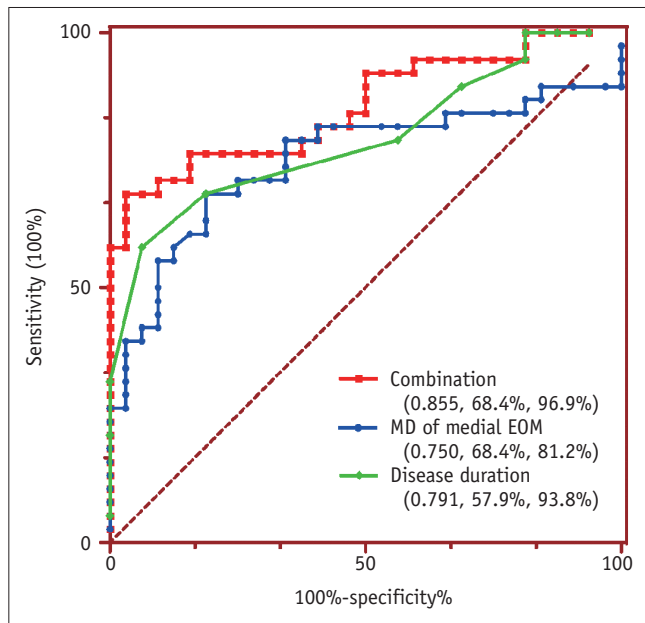 100
50
0
Sensitivity (100%)
Combination
(0.855, 68.4%, 96.9%)
MD of medial EOM
(0.750, 68.4%, 81.2%)
Disease duration
(0.791, 57.9%, 93.8%)
0
50
100
100%-specificity%